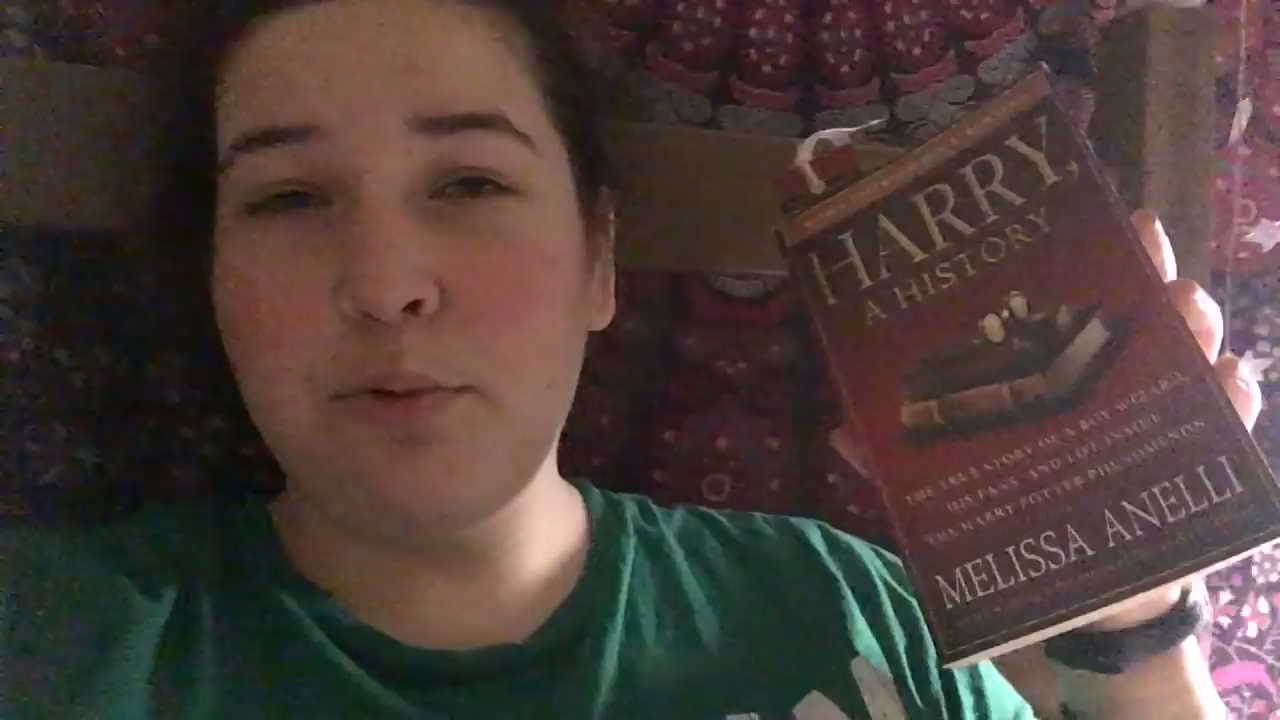 HARRY,
A HISTORY
THE TRUE STORY OF A BOY WIZARD,
HIS FANS, AND LIFE INSIDE
THE HARRY POTTER PHENOMENON
MELISSA ANELLI